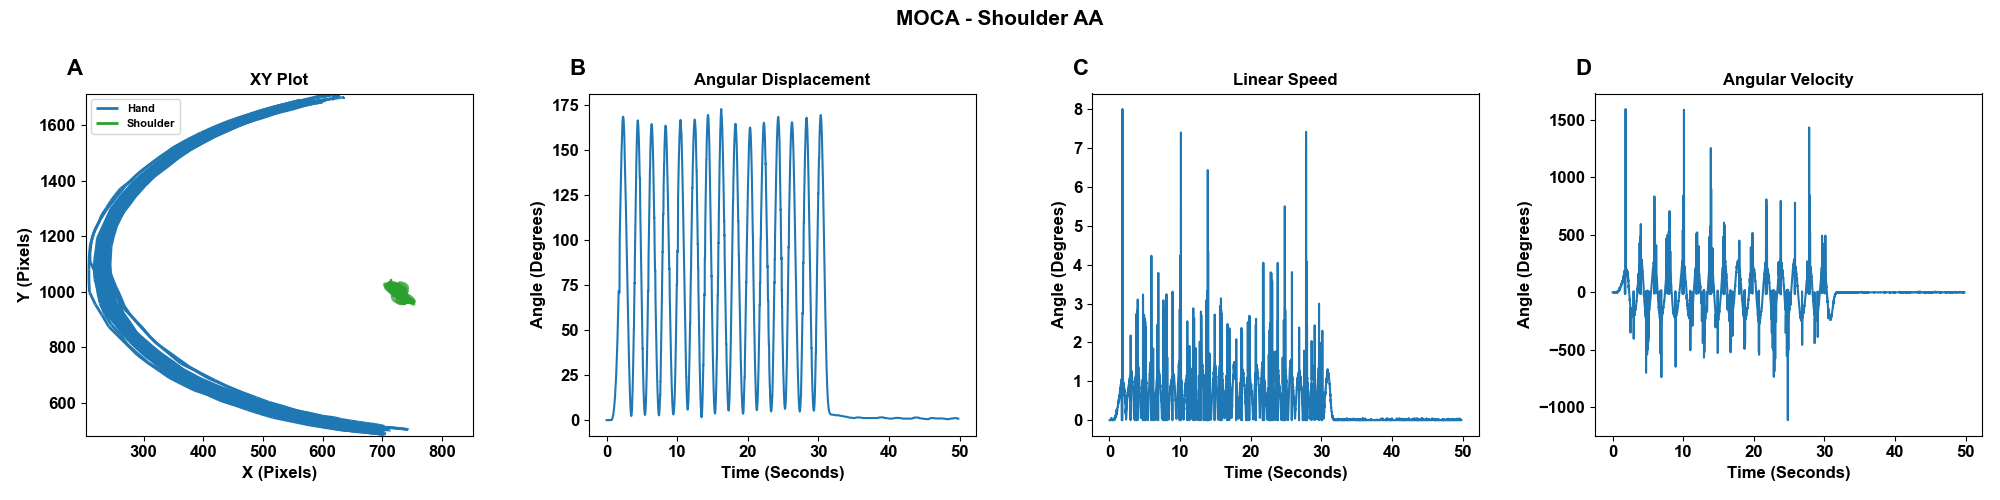 MOCA - Shoulder AA
A
XY Plot
Hand
Shoulder
Y (Pixels)
1600
1400
1200
1000
800
600
300 400 500 600 700 800
X (Pixels)
B
Angular Displacement
Angle (Degrees)
175
150
125
100
75
50
25
0
0 10 20 30 40 50
Time (Seconds)
C
Linear Speed
Angle (Degrees)
8
7
6
5
4
3
2
1
0
0 10 20 30 40 50
Time (Seconds)
D
Angular Velocity
Angle (Degrees)
1500
1000
500
0
−500
−1000
0 10 20 30 40 50
Time (Seconds)